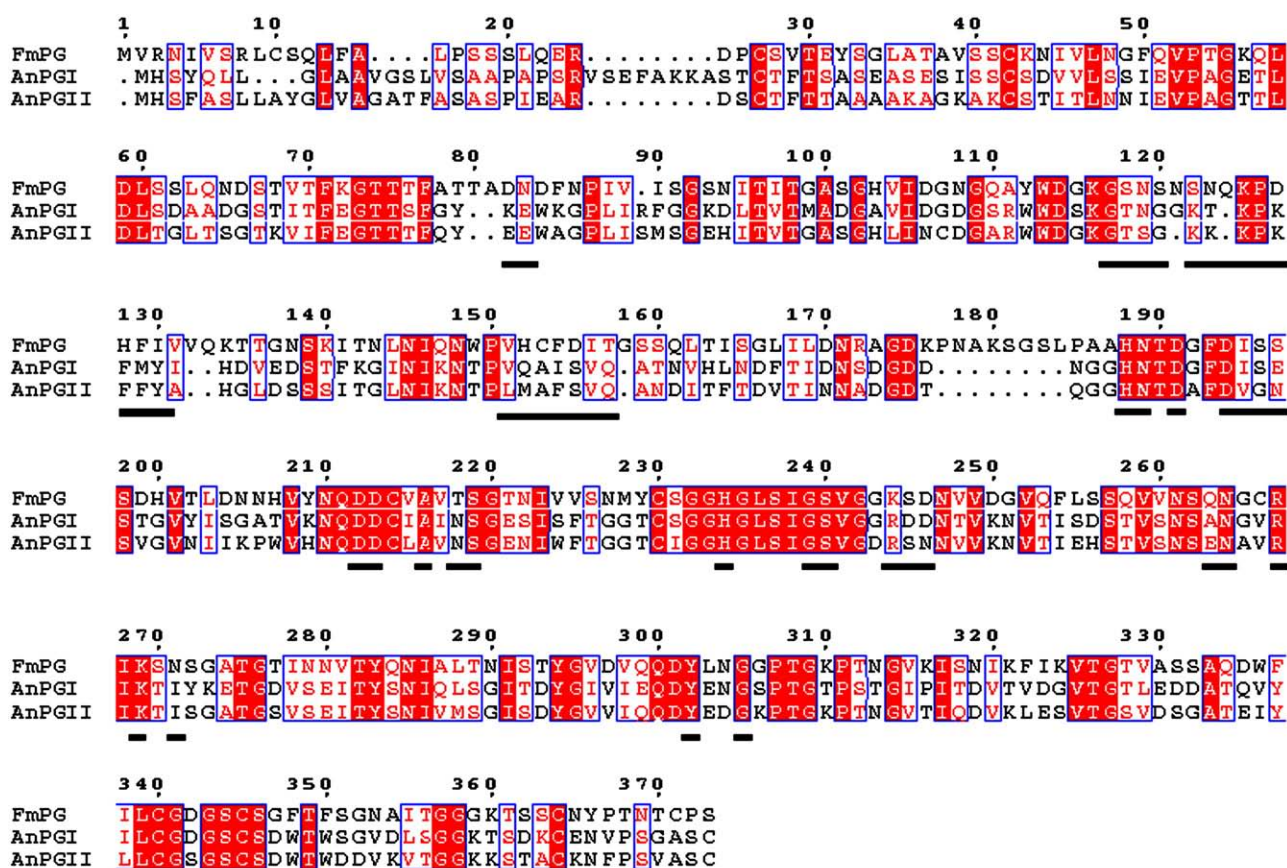 1 10 20 30 40 50
FmPG MVRNIVSRLCSQLFA....LPSSSLQER........DPCSVTEYSGLATAVSSCKNIVLNGFQVPTGKQL
AnPGI .MHSYQLL...GLAAVGSLVSAAPAPSRVSEFAKKASTCTFTSASEASESISSCSDVVLSSIEVPAGETL
AnPGII .MHSFASLLAYGLVAGATFASASPIEAR........DSCTFTTAAAAKAGKAKCSTITLNNIEVPAGTTL
60 70 80 90 100 110 120
FmPG DLSSLQNDSTVTFKGTTTFATTADNDFNPIV.ISGSNITITGASGHVIDGNGQAYWDGKGSNSNSNQKPD
AnPGI DLSDAADGSTITFEGTTSFGY..KEWKGPLIRFGGKDLTVTMADGAVIDGDGSRWWDSKGTNGGKT.KPK
AnPGII DLTGLTSGTKVIFEGTTTFQY..EEWAGPLISMSGEHITVTGASGHLINCDGARWWDGKGTSG.KK.KPK
130 140 150 160 170 180 190
FmPG HFIVVQKTTGNSKITNLNIQNWPVHCFDITGSSQLTISGLILDNRAGDKPNAKSGSLPAAHNTDGFDISS
AnPGI FMYI..HDVEDSTFKGINIKNTPVQAISVQ.ATNVHLNDFTIDNSDGDD........NGGHNTDGFDISE
AnPGII FFYA..HGLDSSSITGLNIKNTPLMAFSVQ.ANDITFTDVTINNADGDT........QGGHNTDAFDVGN
200 210 220 230 240 250 260
FmPG SDHVTLDNNHVYNQDDCVAVTSGTNIVVSNMYCSGGHGLSIGSVGGKSDNVVDGVQFLSSQVVNSQNGCR
AnPGI STGVYISGATVKNQDDCIAINSGESISFTGGTCSGGHGLSIGSVGGRDDNTVKNVTISDSTVSNSANGVR
AnPGII SVGVNIIKPWVHNQDDCLAVNSGENIWFTGGTCIGGHGLSIGSVGDRSNNVVKNVTIEHSTVSNSENAVR
270 280 290 300 310 320 330
FmPG IKSNSGATGTINNVTYQNIALTNISTYGVDVQQDYLNGGPTGKPTNGVKISNIKFIKVTGTVASSAQDWF
AnPGI IKTIYKETGDVSEITYSNIQLSGITDYGIVIEQDYENGSPTGTPSTGIPITDVTVDGVTGTLEDDATQVY
AnPGII IKTISGATGSVSEITYSNIVMSGISDYGVVIQQDYEDGKPTGKPTNGVTIQDVKLESVTGSVDSGATEIY
340 350 360 370
FmPG ILCGDGSCSGFTFSGNAITGGGKTSSCNYPTNTCPS
AnPGI ILCGDGSCSDWTWSGVDLSGGKTSDKCENVPSGASC
AnPGII LLCGSGSCSDWTWDDVKVTGGKKSTACKNFPSVASC